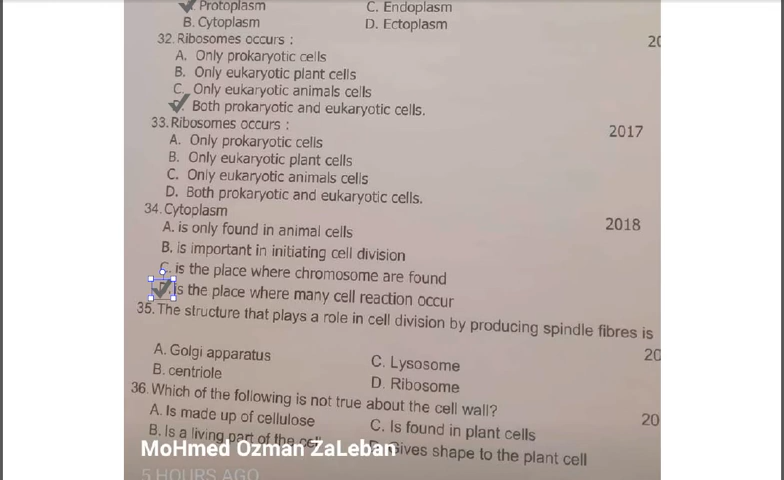 Protoplasm C. Endoplasm
B. Cytoplasm D. Ectoplasm
32. Ribosomes occurs : 20
A. Only prokaryotic cells
B. Only eukaryotic plant cells
C. Only eukaryotic animals cells
Both prokaryotic and eukaryotic cells.
33. Ribosomes occurs : 2017
A. Only prokaryotic cells
B. Only eukaryotic plant cells
C. Only eukaryotic animals cells
D. Both prokaryotic and eukaryotic cells.
34. Cytoplasm 2018
A. is only found in animal cells
B. is important in initiating cell division
C. is the place where chromosome are found
is the place where many cell reaction occur
35. The structure that plays a role in cell division by producing spindle fibres is
20
A. Golgi apparatus C. Lysosome
B. centriole D. Ribosome
36. Which of the following is not true about the cell wall? 20
A. Is made up of cellulose C. Is found in plant cells
B. Is a living part of the cell D. Gives shape to the plant cell
MoHmed Ozman ZaLeban
5 HOURS AGO